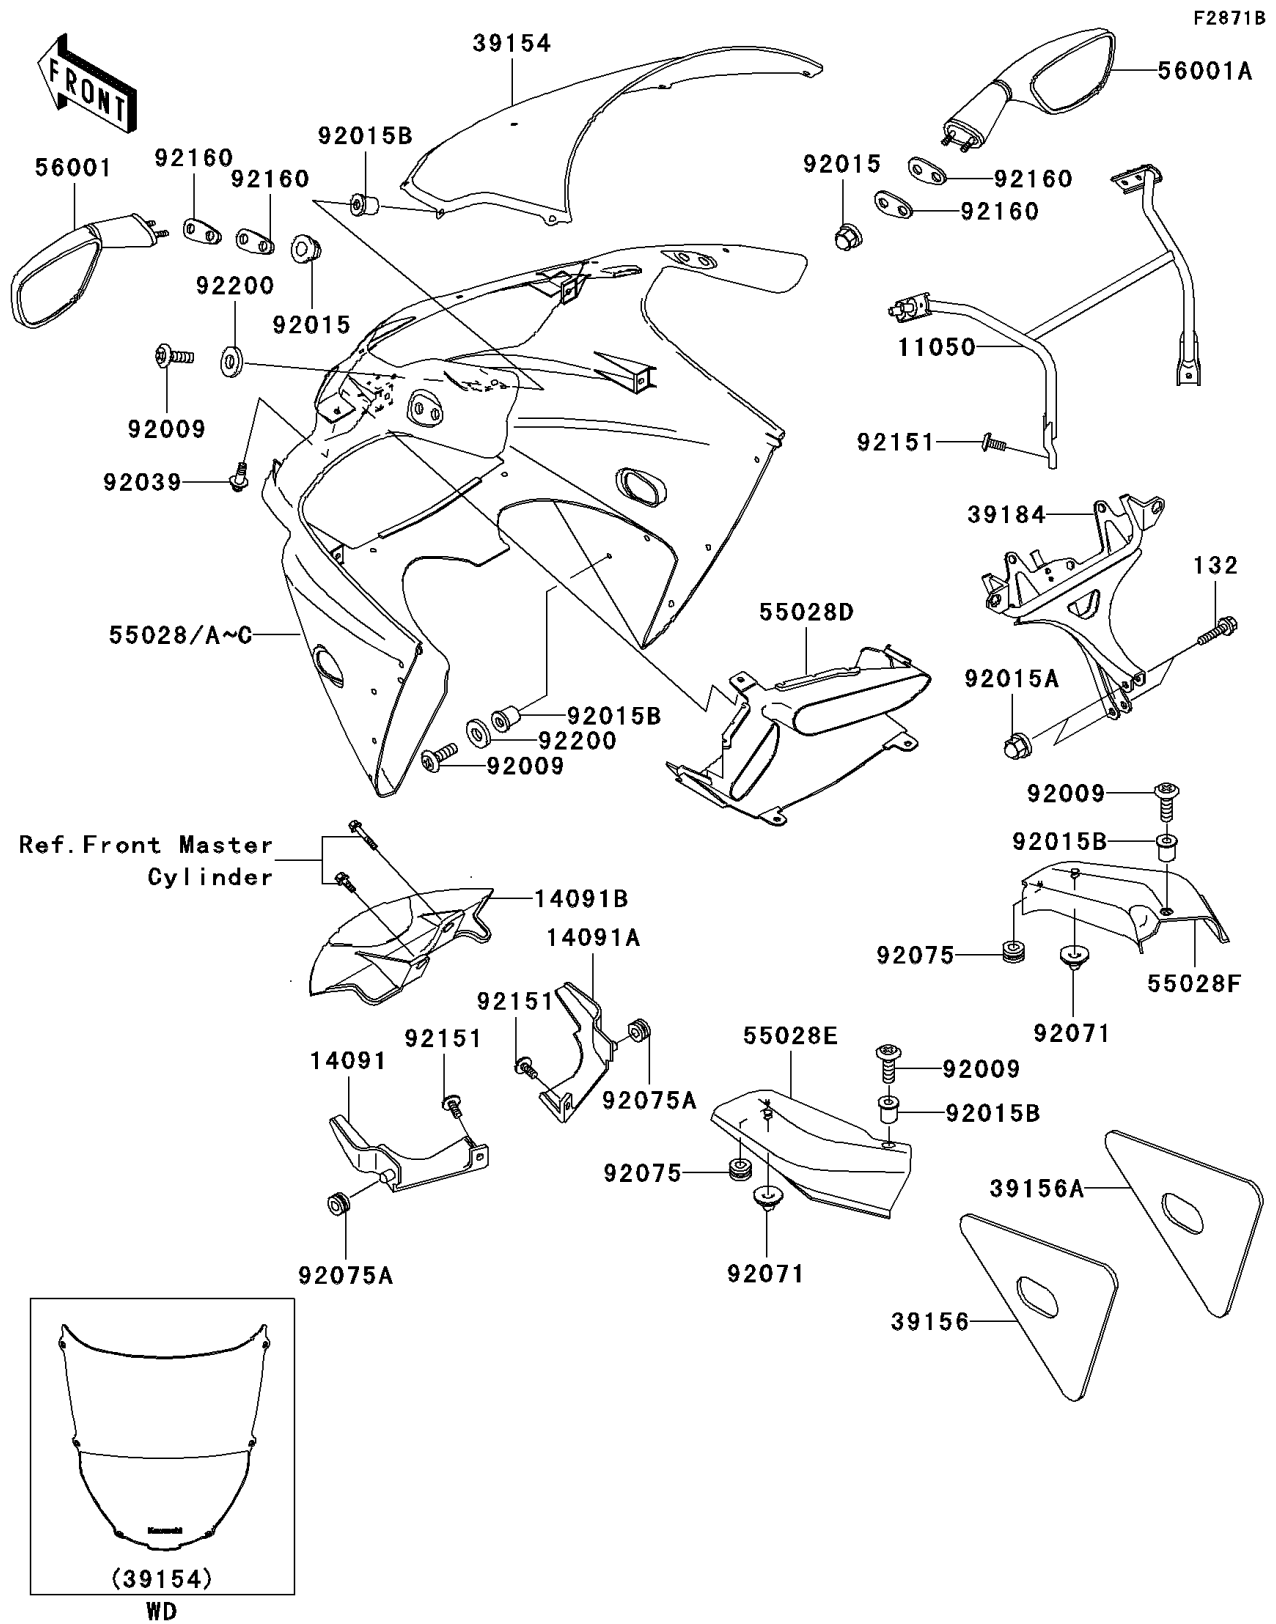 F2871B
FRONT
39154
56001A
92015B
92160
56001
92160
92015
92160
92160
92200
92015
11050
92009
92151
92039
39184
132
55028D
55028/A~C
92015A
92015B
92200
92009
92009
Ref.Front Master
Cylinder
92015B
14091B
14091A
92075
55028F
92151
92071
92151
55028E
14091
92009
92075A
92015B
92075
39156A
92071
92075A
39156
Kawasaki
(39154)
WD